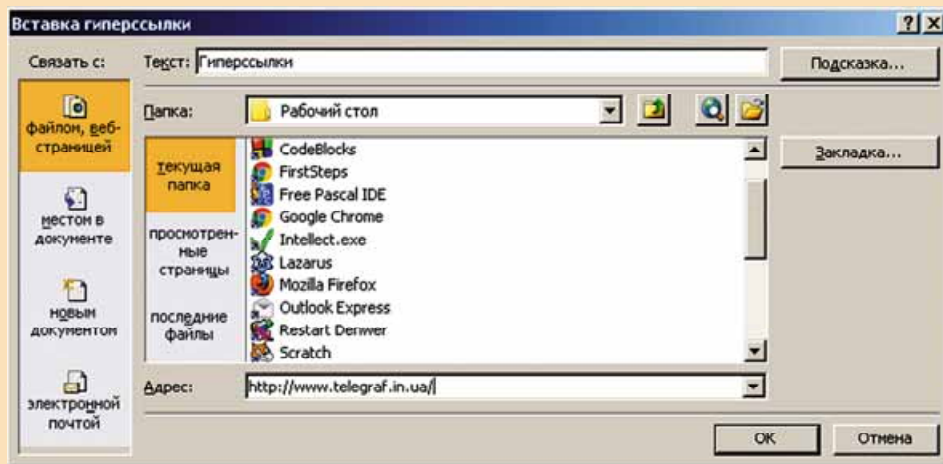 Вставка гиперссылки
Связать с:
Текст: Гиперссылки
Подсказка...
файлом, веб-
страницей
местом в
документе
новым
документом
электронной
почтой
Папка: Рабочий стол
текущая
папка
просмотрен-
ные
страницы
последние
файлы
CodeBlocks
FirstSteps
Free Pascal IDE
Google Chrome
Intellect.exe
Lazarus
Mozilla Firefox
Outlook Express
Restart Denwer
Scratch
Закладка...
Адрес: http://www.telegraf.in.ua/
ОК
Отмена